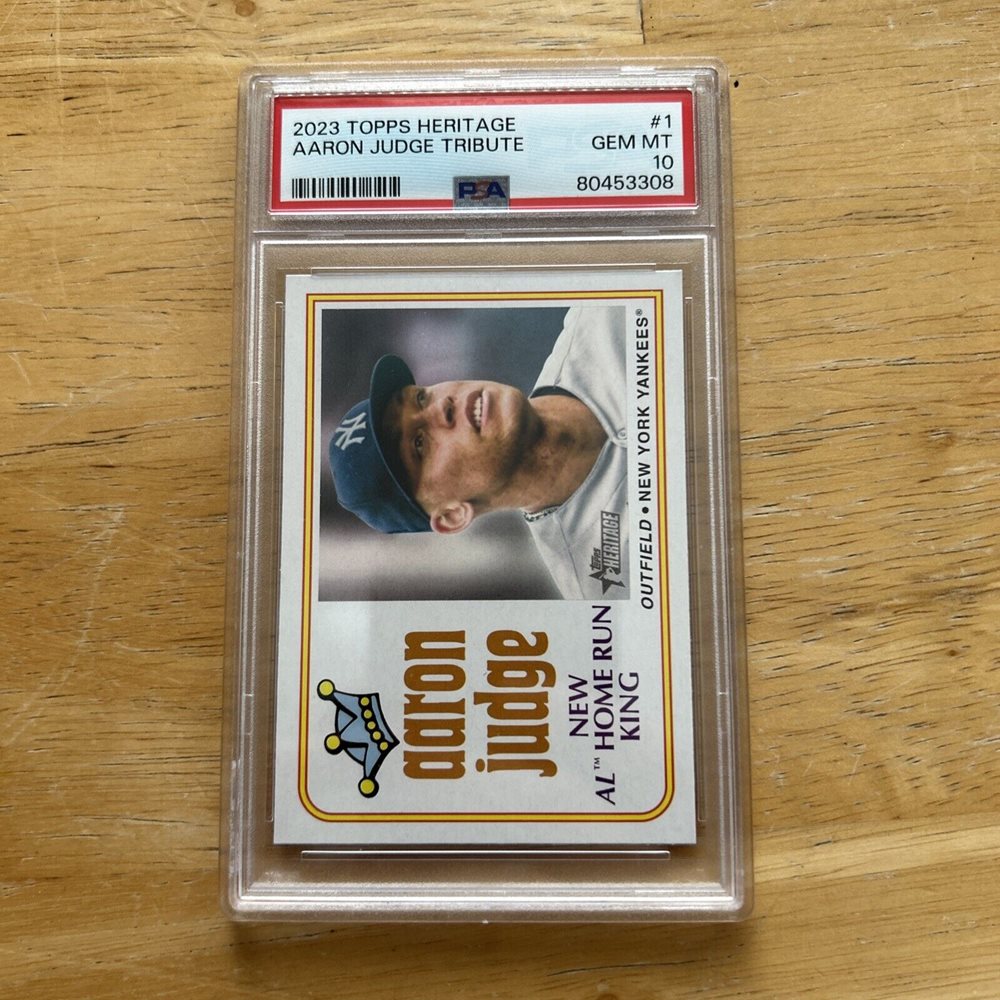 2023 TOPPS HERITAGE #1
AARON JUDGE TRIBUTE GEM MT
10
PSA 80453308
aaron
judge
NEW
AL™ HOME RUN
KING
NY
TOPPS
HERITAGE
OUTFIELD • NEW YORK YANKEES®